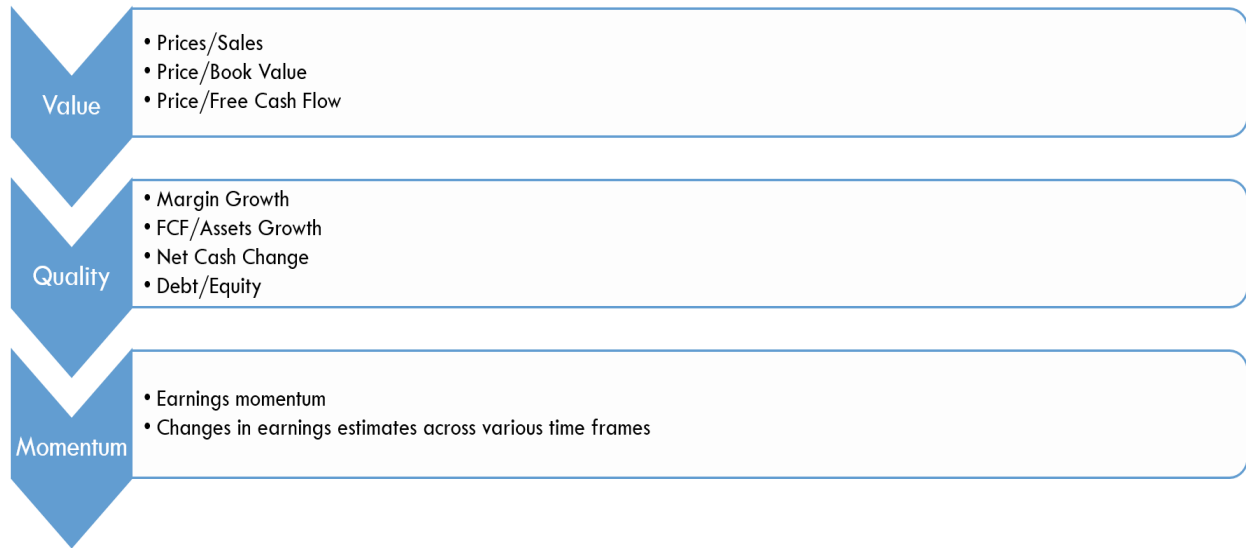 Value
• Prices/Sales
• Price/Book Value
• Price/Free Cash Flow
Quality
• Margin Growth
• FCF/Assets Growth
• Net Cash Change
• Debt/Equity
Momentum
• Earnings momentum
• Changes in earnings estimates across various time frames